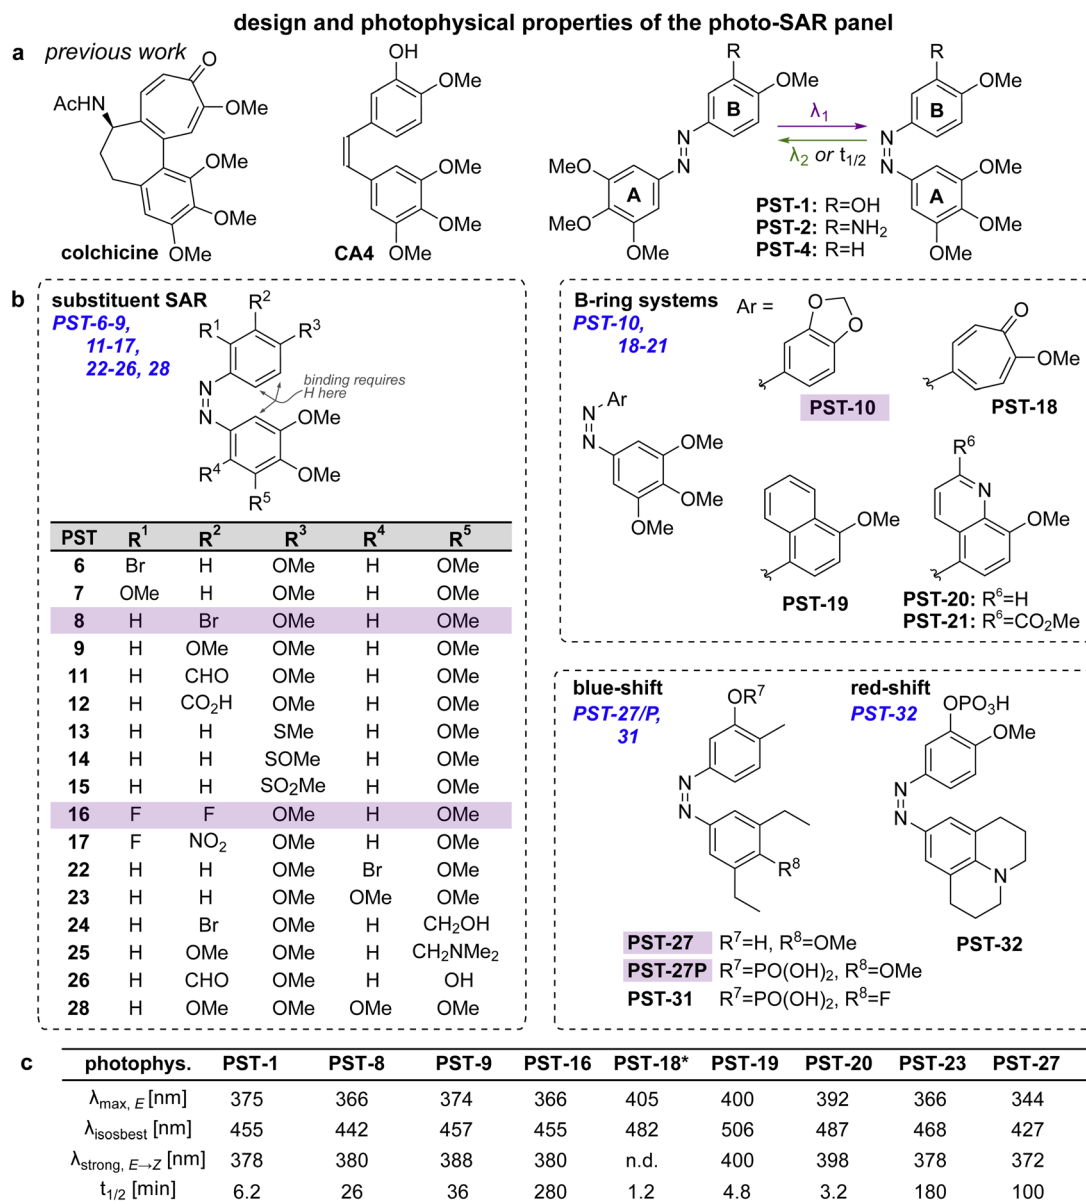 design and photophysical properties of the photo-SAR panel
a previous work
O
AcHN
OMe
OMe
OMe
OMe
colchicine
OH
OMe
OMe
OMe
OMe
CA4
R
OMe
B
N
N
MeO
A
MeO
OMe
λ1
λ2 or t1/2
PST-1: R=OH
PST-2: R=NH2
PST-4: R=H
R
OMe
B
N
N
OMe
A
OMe
OMe
b substituent SAR
PST-6-9,
11-17,
22-26, 28
R2
R1
R3
binding requires
H here
N
N
OMe
OMe
R4
R5
PST R1 R2 R3 R4 R5
6 Br H OMe H OMe
7 OMe H OMe H OMe
8 H Br OMe H OMe
9 H OMe OMe H OMe
11 H CHO OMe H OMe
12 H CO2H OMe H OMe
13 H H SMe H OMe
14 H H SOMe H OMe
15 H H SO2Me H OMe
16 F F OMe H OMe
17 F NO2 OMe H OMe
22 H H OMe Br OMe
23 H H OMe OMe OMe
24 H Br OMe H CH2OH
25 H OMe OMe H CH2NMe2
26 H CHO OMe H OH
28 H OMe OMe OMe OMe
B-ring systems
PST-10,
18-21
Ar =
O
O
PST-10
O
OMe
PST-18
N Ar
N
OMe
OMe
OMe
OMe
PST-19
R6
N
OMe
PST-20: R6=H
PST-21: R6=CO2Me
blue-shift
PST-27/P,
31
OR7
N
N
R8
PST-27 R7=H, R8=OMe
PST-27P R7=PO(OH)2, R8=OMe
PST-31 R7=PO(OH)2, R8=F
red-shift
PST-32
OPO3H
OMe
N
N
N
PST-32
c photophys. PST-1 PST-8 PST-9 PST-16 PST-18* PST-19 PST-20 PST-23 PST-27
λmax, E [nm] 375 366 374 366 405 400 392 366 344
λisosbest [nm] 455 442 457 455 482 506 487 468 427
λstrong, E→Z [nm] 378 380 388 380 n.d. 400 398 378 372
t1/2 [min] 6.2 26 36 280 1.2 4.8 3.2 180 100